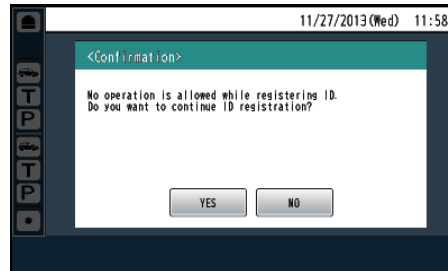 11/27/2013(Wed) 11:58
<Confirmation>
No operation is allowed while registering ID.
Do you want to continue ID registration?
T
P
T
P
YES NO